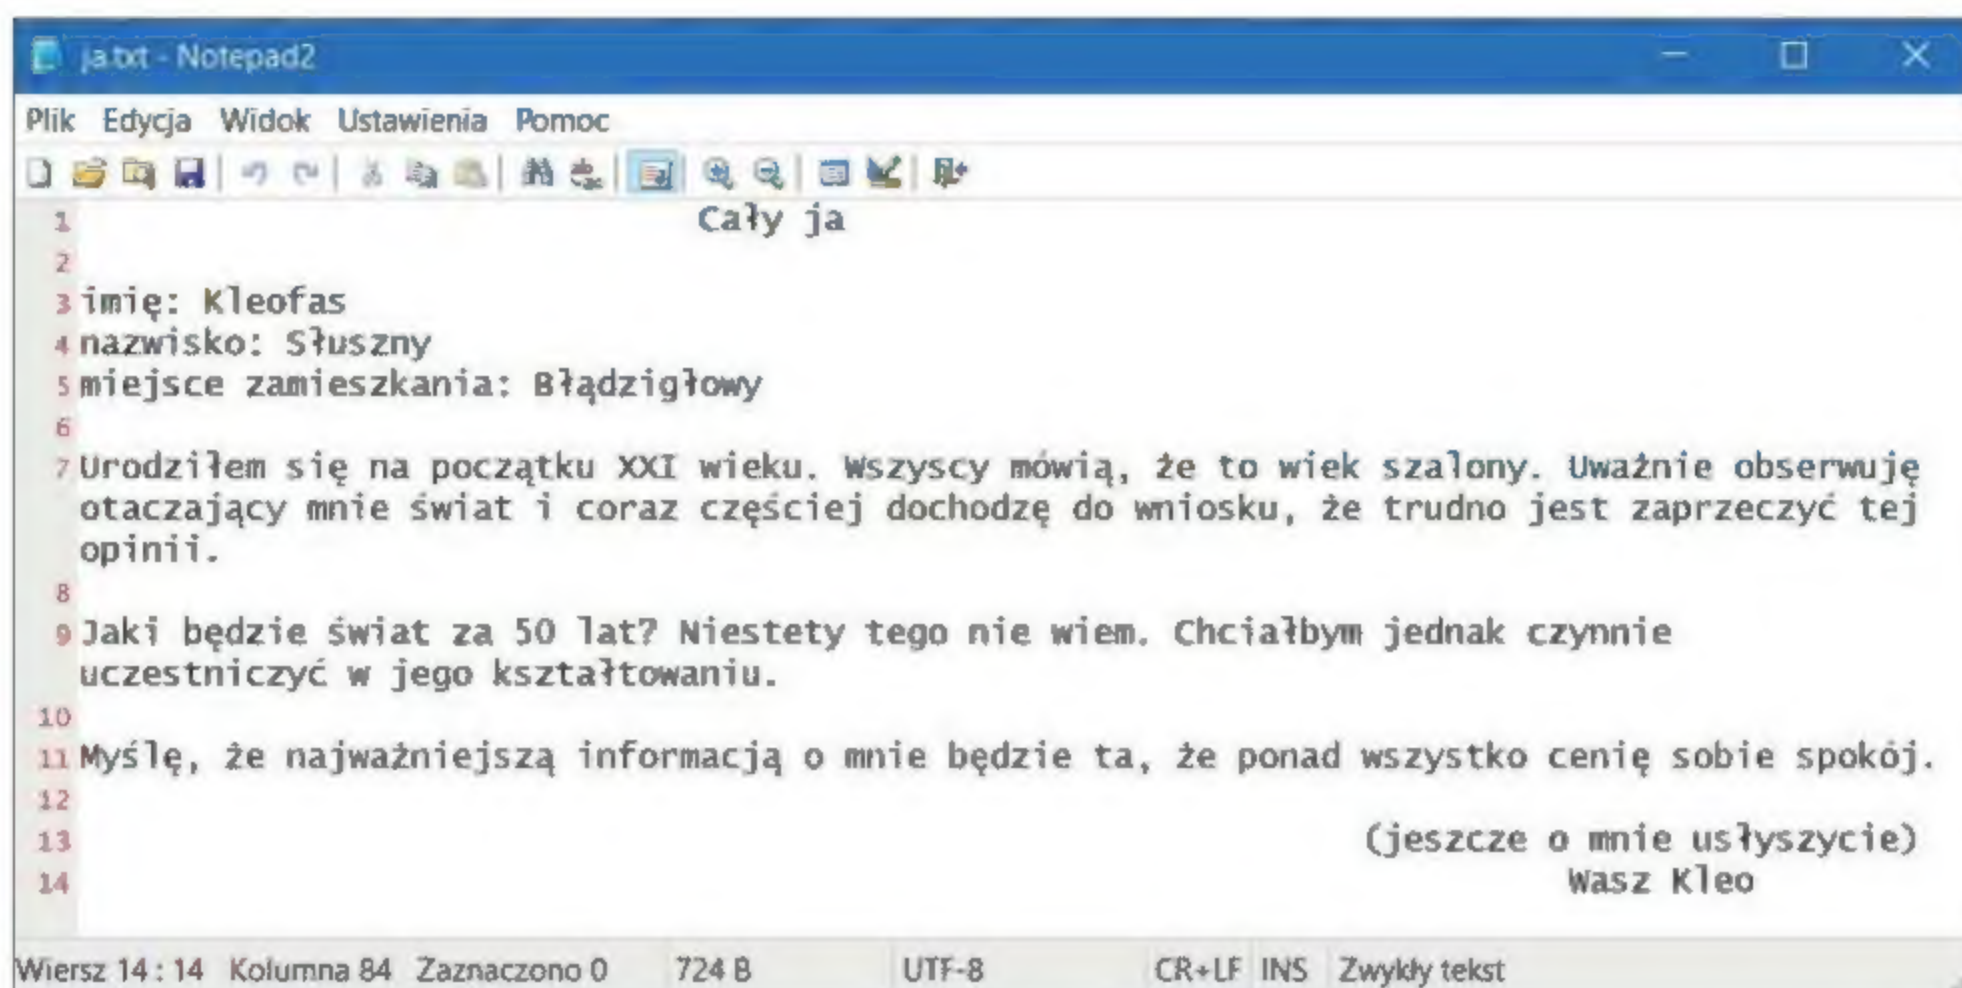 ja.txt - Notepad2
Plik Edycja Widok Ustawienia Pomoc
1 Cały ja
2
3 imię: Kleofas
4 nazwisko: Słuszny
5 miejsce zamieszkania: Błądzigłowy
6
7 Urodziłem się na początku XXI wieku. Wszyscy mówią, że to wiek szalony. Uważnie obserwuję
otaczający mnie świat i coraz częściej dochodzę do wniosku, że trudno jest zaprzeczyć tej
opinii.
8
9 Jaki będzie świat za 50 lat? Niestety tego nie wiem. Chciałbym jednak czynnie
uczestniczyć w jego kształtowaniu.
10
11 Myślę, że najważniejszą informacją o mnie będzie ta, że ponad wszystko cenię sobie spokój.
12
13 (jeszcze o mnie usłyszycie)
14 Wasz Kleo
Wiersz 14 : 14 Kolumna 84 Zaznaczono 0 724 B UTF-8 CR+LF INS Zwykły tekst